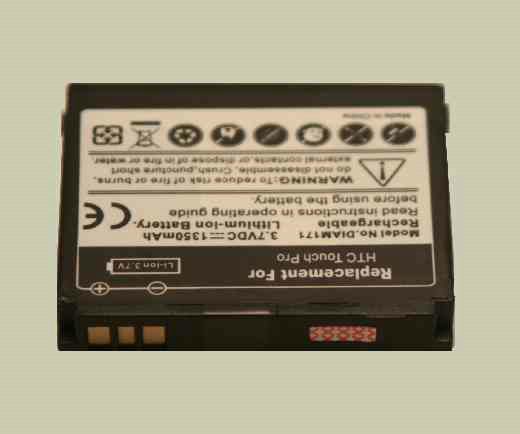 Replacement For
HTC Touch Pro
Li-ion 3.7V
Model No.DIAM171 3.7VDC 1350mAh
Rechargeable Lithium-ion Battery.
Read instructions in operating guide
before using the battery.
CE
WARNING:To reduce risk of fire or burns,
do not disassemble, crush,puncture short
external contacts,or dispose of in fire or water.
Made in China